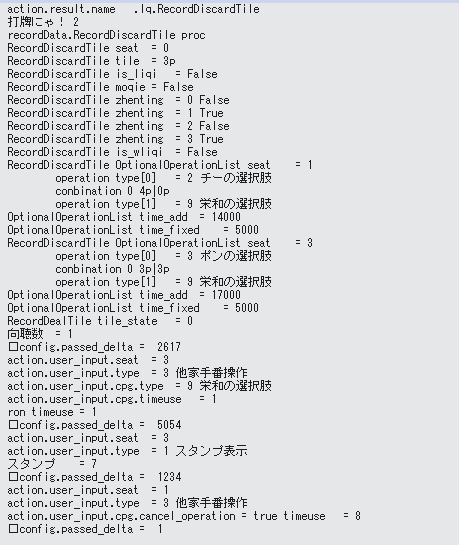 action.result.name   .lq.RecordDiscardTile
打牌にゃ! 2
recordData.RecordDiscardTile proc
RecordDiscardTile seat  = 0
RecordDiscardTile tile  = 3p
RecordDiscardTile is_liqi  = False
RecordDiscardTile moqie = False
RecordDiscardTile zhenting  = 0 False
RecordDiscardTile zhenting  = 1 True
RecordDiscardTile zhenting  = 2 False
RecordDiscardTile zhenting  = 3 True
RecordDiscardTile is_wliqi  = False
RecordDiscardTile OptionalOperationList seat   = 1
        operation type[0]   = 2 チーの選択肢
        conbination 0 4p|0p
        operation type[1]   = 9 栄和の選択肢
OptionalOperationList time_add  = 14000
OptionalOperationList time_fixed    = 5000
RecordDiscardTile OptionalOperationList seat   = 3
        operation type[0]   = 3 ポンの選択肢
        conbination 0 3p|3p
        operation type[1]   = 9 栄和の選択肢
OptionalOperationList time_add  = 17000
OptionalOperationList time_fixed    = 5000
RecordDealTile tile_state   = 0
向聴数  = 1
□config.passed_delta =  2617
action.user_input.seat  = 3
action.user_input.type  = 3 他家手番操作
action.user_input.cpg.type  = 9 栄和の選択肢
action.user_input.cpg.timeuse   = 1
ron timeuse = 1
□config.passed_delta =  5054
action.user_input.seat  = 3
action.user_input.type  = 1 スタンプ表示
スタンプ    = 7
□config.passed_delta =  1234
action.user_input.seat  = 1
action.user_input.type  = 3 他家手番操作
action.user_input.cpg.cancel_operation = true timeuse   = 8
□config.passed_delta =  1